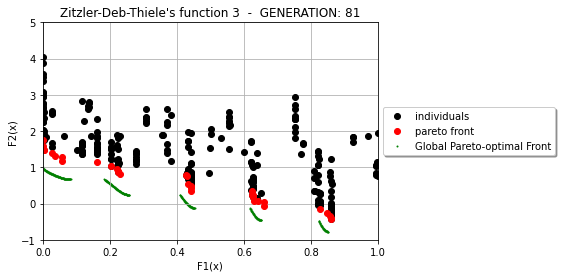 Zitzler-Deb-Thiele's function 3 - GENERATION: 81
5
4
3
2
1
0
−1
F2(x)
0.0 0.2 0.4 0.6 0.8 1.0
F1(x)
individuals
pareto front
Global Pareto-optimal Front